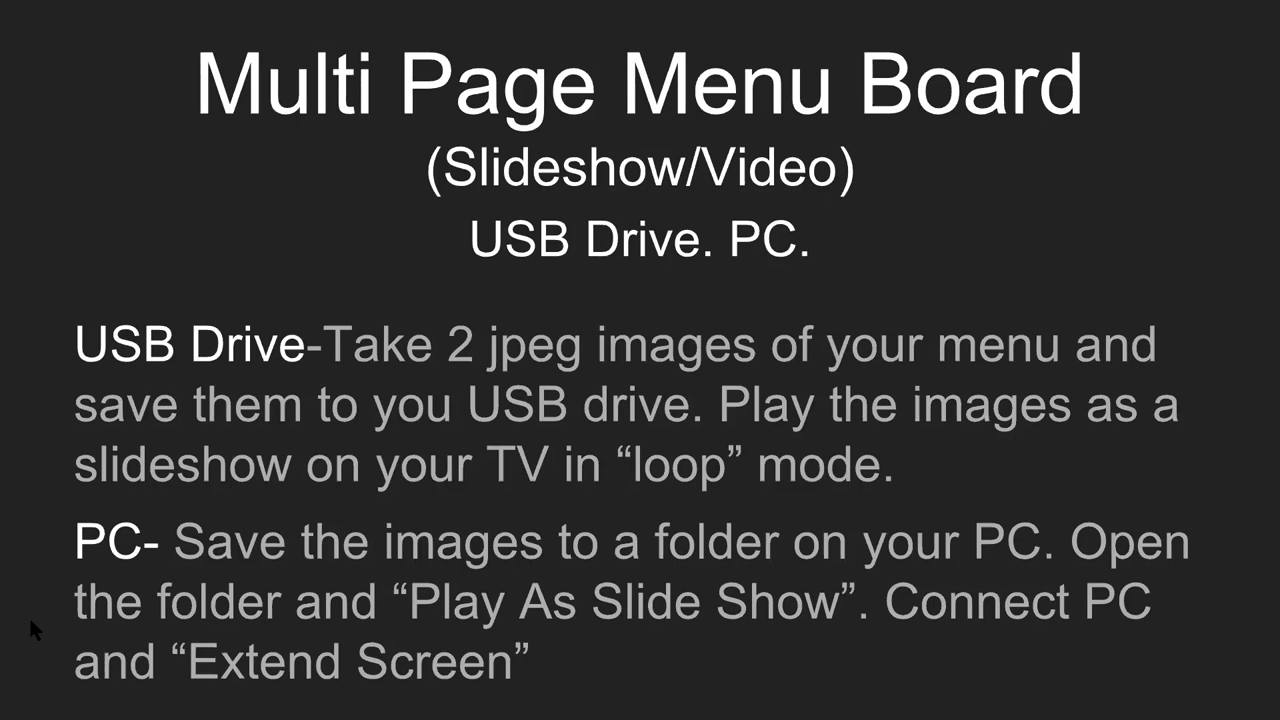 Multi Page Menu Board
(Slideshow/Video)
USB Drive. PC.
USB Drive-Take 2 jpeg images of your menu and
save them to you USB drive. Play the images as a
slideshow on your TV in “loop” mode.
PC- Save the images to a folder on your PC. Open
the folder and “Play As Slide Show”. Connect PC
and “Extend Screen”